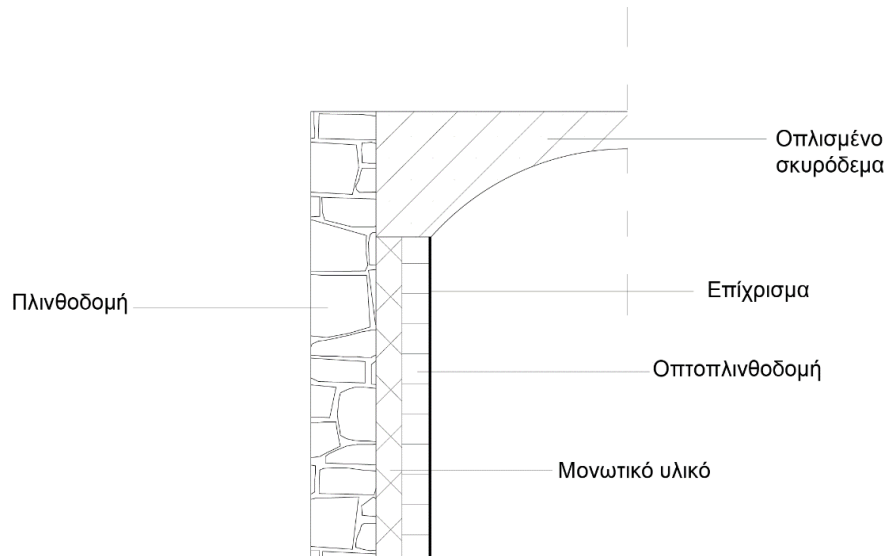 Οπλισμένο
σκυρόδεμα
Πλινθοδομή
Επίχρισμα
Οπτοπλινθοδομή
Μονωτικό υλικό